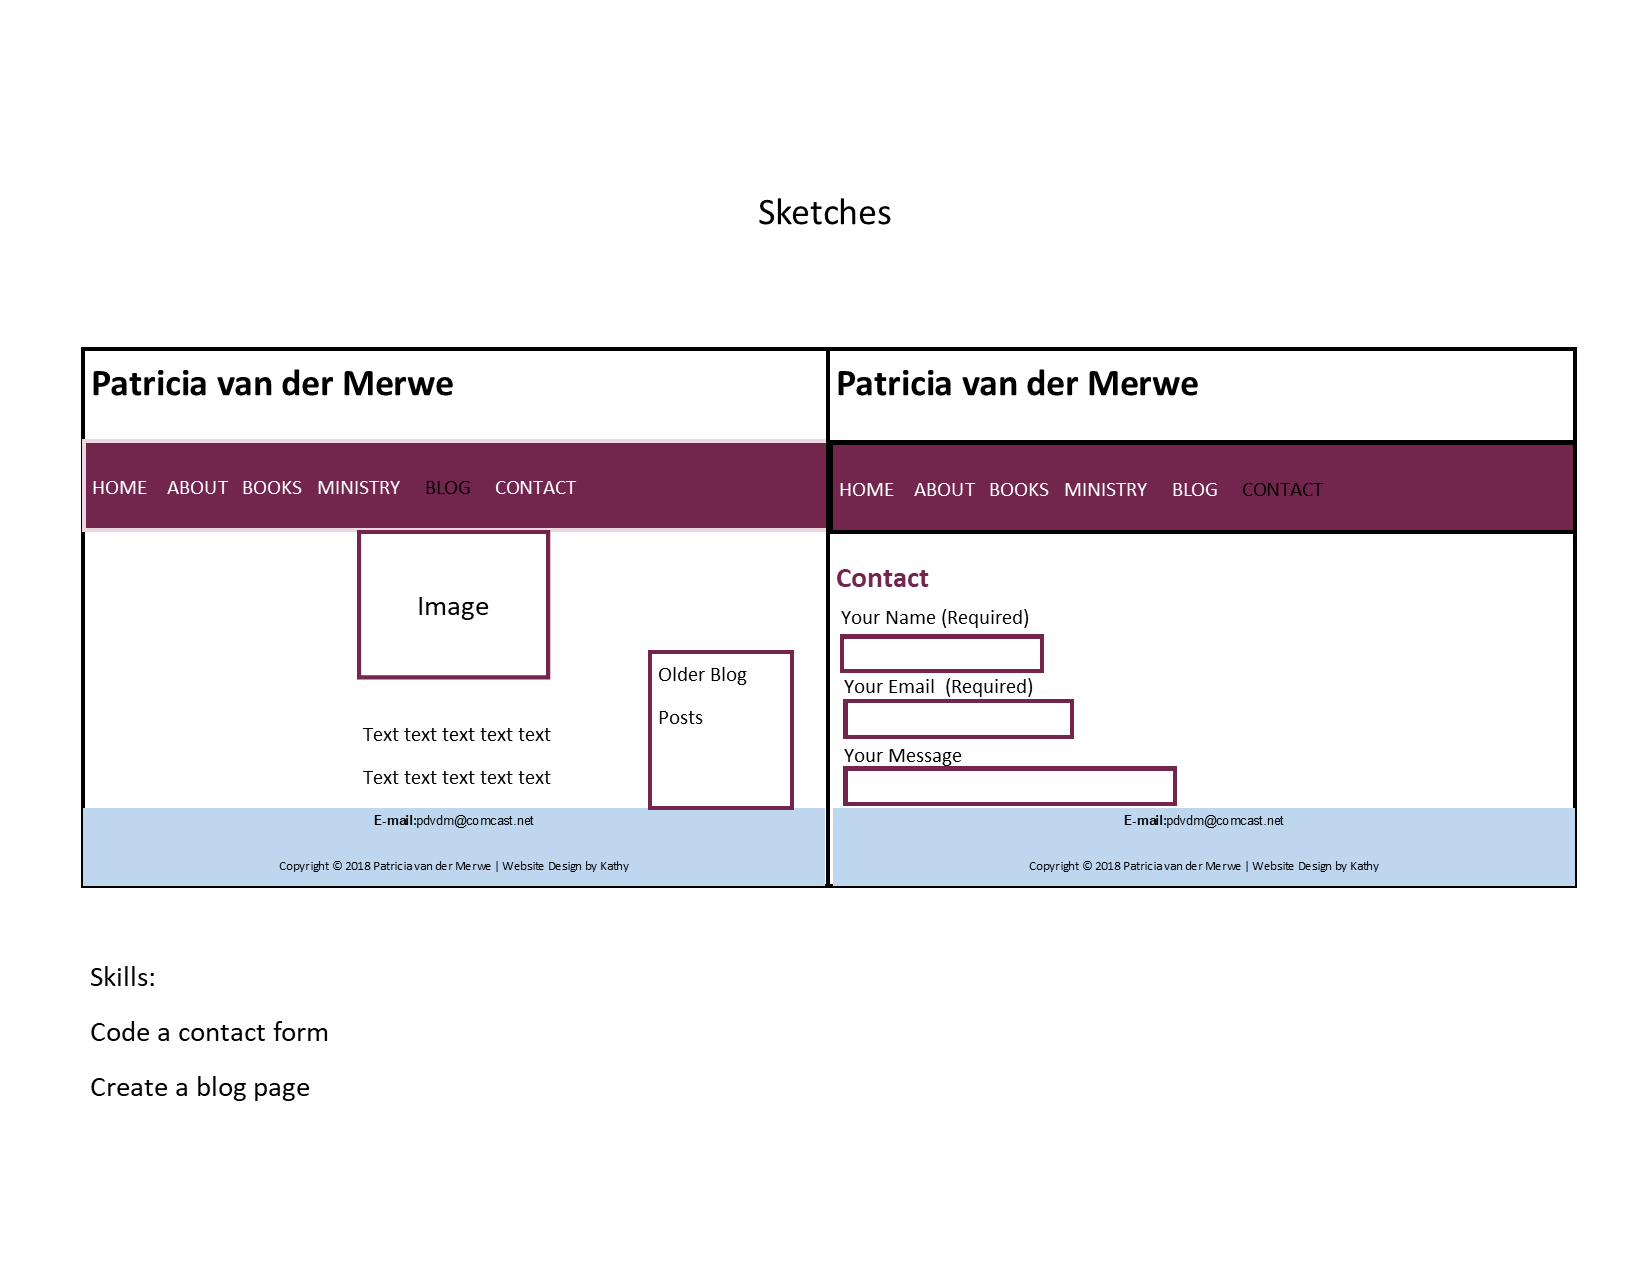 Sketches
Patricia van der Merwe
HOME ABOUT BOOKS MINISTRY BLOG CONTACT
Image
Older Blog
Posts
Text text text text text
Text text text text text
E-mail:pdvdm@comcast.net
Copyright © 2018 Patricia van der Merwe | Website Design by Kathy
Patricia van der Merwe
HOME ABOUT BOOKS MINISTRY BLOG CONTACT
Contact
Your Name (Required)
Your Email (Required)
Your Message
E-mail:pdvdm@comcast.net
Copyright © 2018 Patricia van der Merwe | Website Design by Kathy
Skills:
Code a contact form
Create a blog page